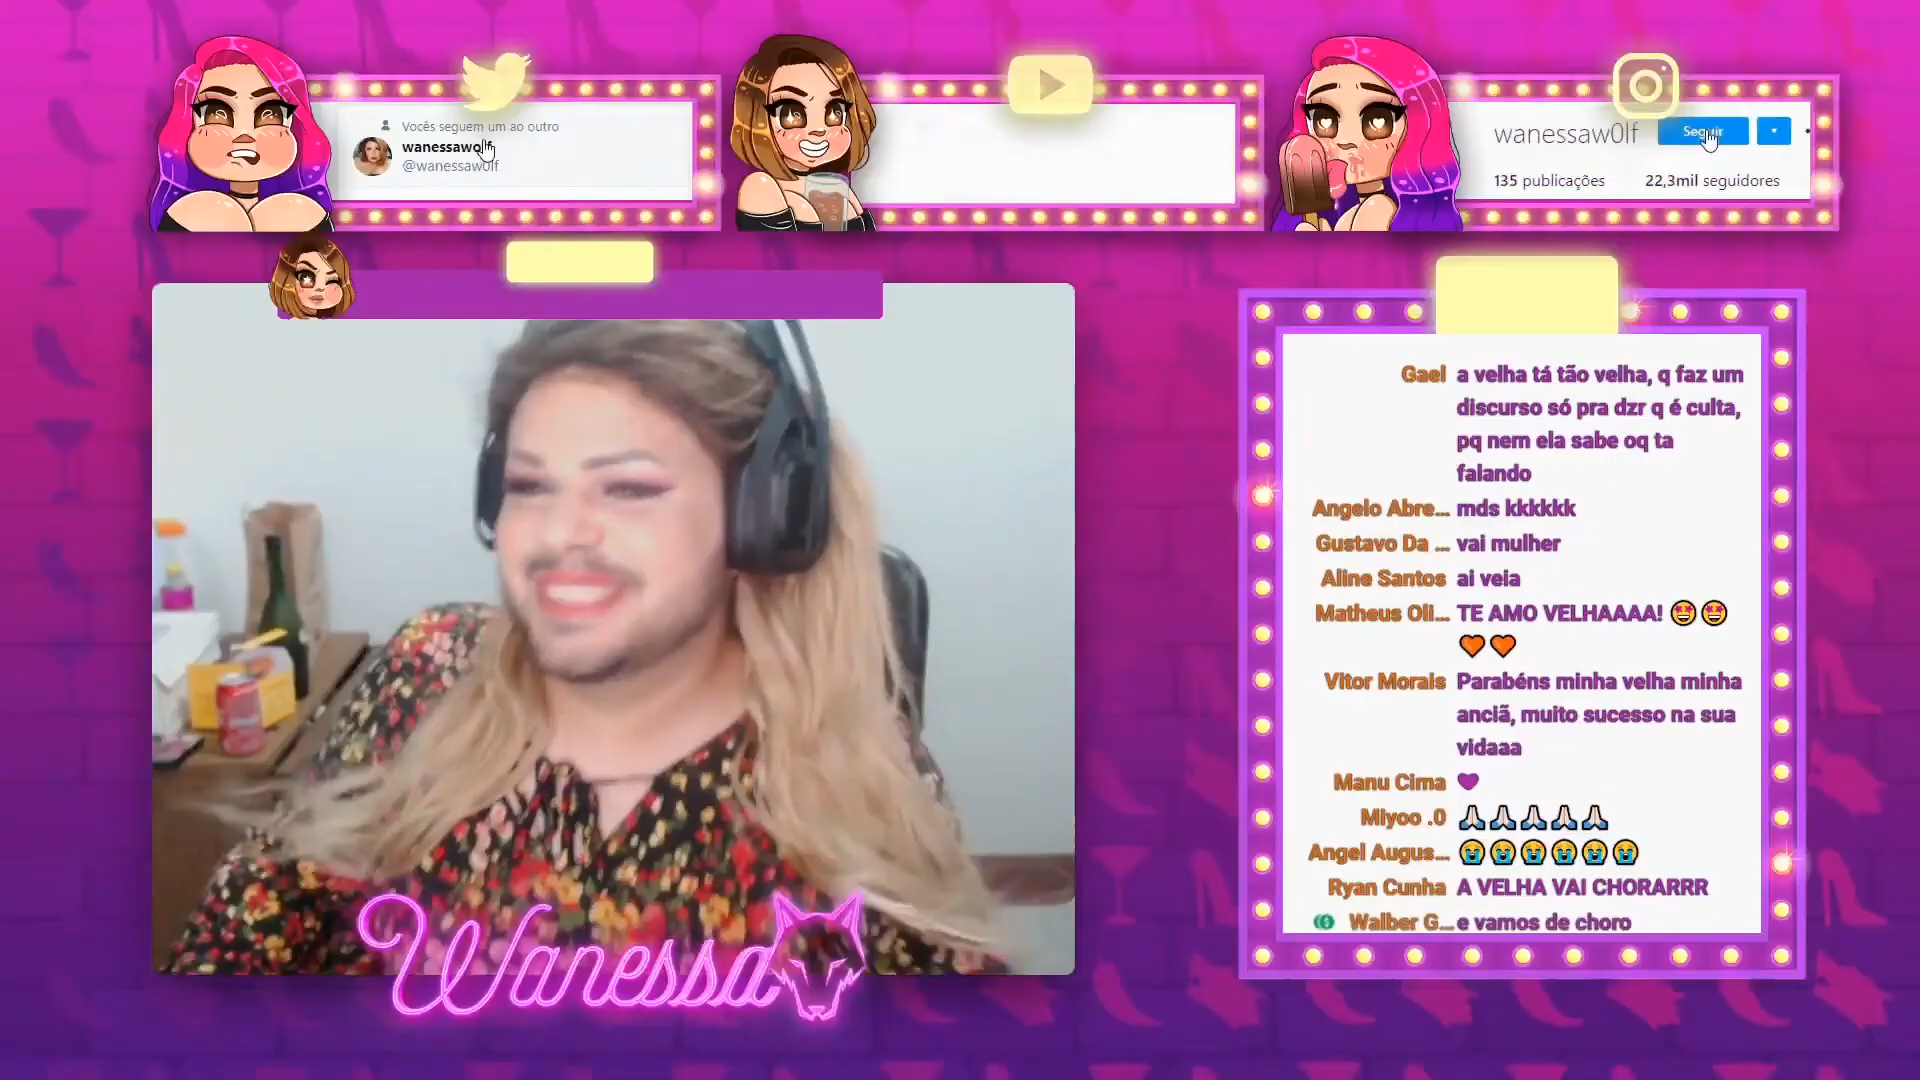 Vocês seguem um ao outro
wanessawolf
@wanessaw0lf
wanessaw0lf
Seguir
135 publicações 22,3mil seguidores
Gael a velha tá tão velha, q faz um
discurso só pra dzr q é culta,
pq nem ela sabe oq ta
falando
Angelo Abre... mds kkkkkk
Gustavo Da ... vai mulher
Aline Santos ai veia
Matheus Oli... TE AMO VELHAAAA! 🤩🤩
🧡🧡
Vitor Morais Parabéns minha velha minha
anciã, muito sucesso na sua
vidaaa
Manu Cima 💜
Miyoo .0 🙏🏻🙏🏻🙏🏻🙏🏻🙏🏻
Angel Augus... 😭😭😭😭😭😭
Ryan Cunha A VELHA VAI CHORARRR
Walber G... e vamos de choro
Wanessa